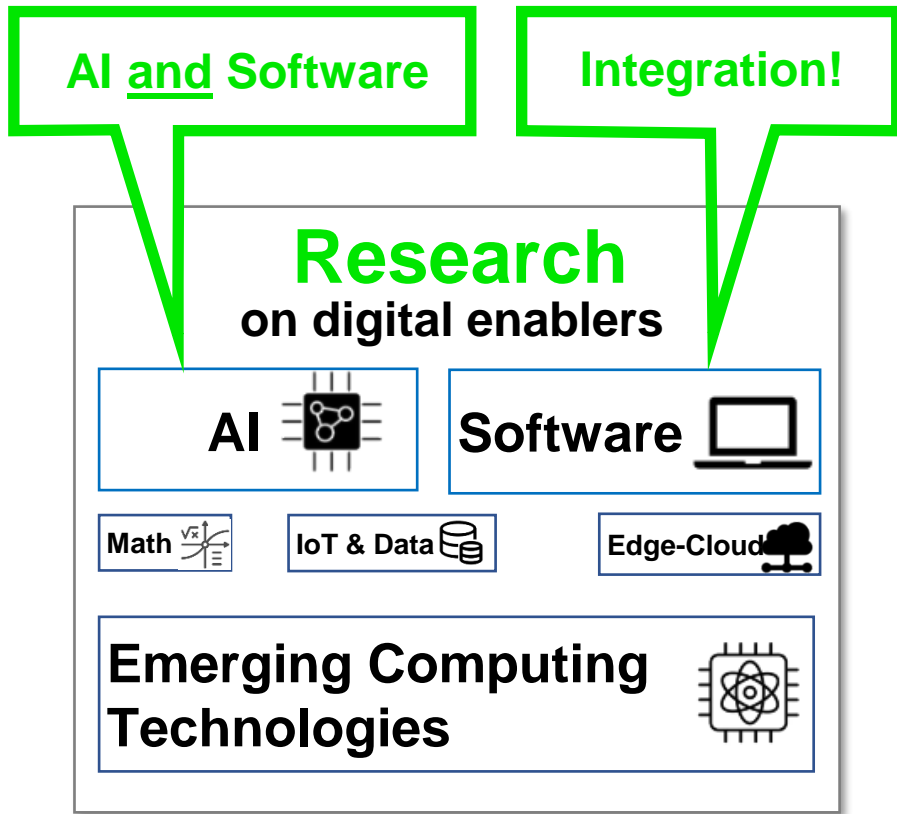 AI and Software
Integration!
Research
on digital enablers
AI
Software
Math
√x
IoT & Data
Edge-Cloud
Emerging Computing
Technologies